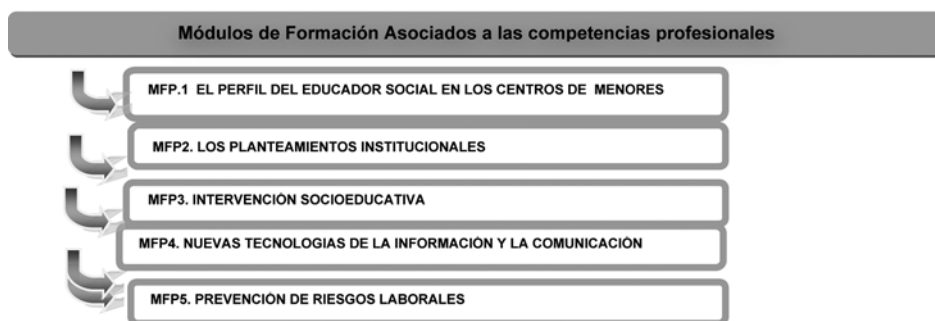 Módulos de Formación Asociados a las competencias profesionales
MFP.1 EL PERFIL DEL EDUCADOR SOCIAL EN LOS CENTROS DE MENORES
MFP2. LOS PLANTEAMIENTOS INSTITUCIONALES
MFP3. INTERVENCIÓN SOCIOEDUCATIVA
MFP4. NUEVAS TECNOLOGIAS DE LA INFORMACIÓN Y LA COMUNICACIÓN
MFP5. PREVENCIÓN DE RIESGOS LABORALES